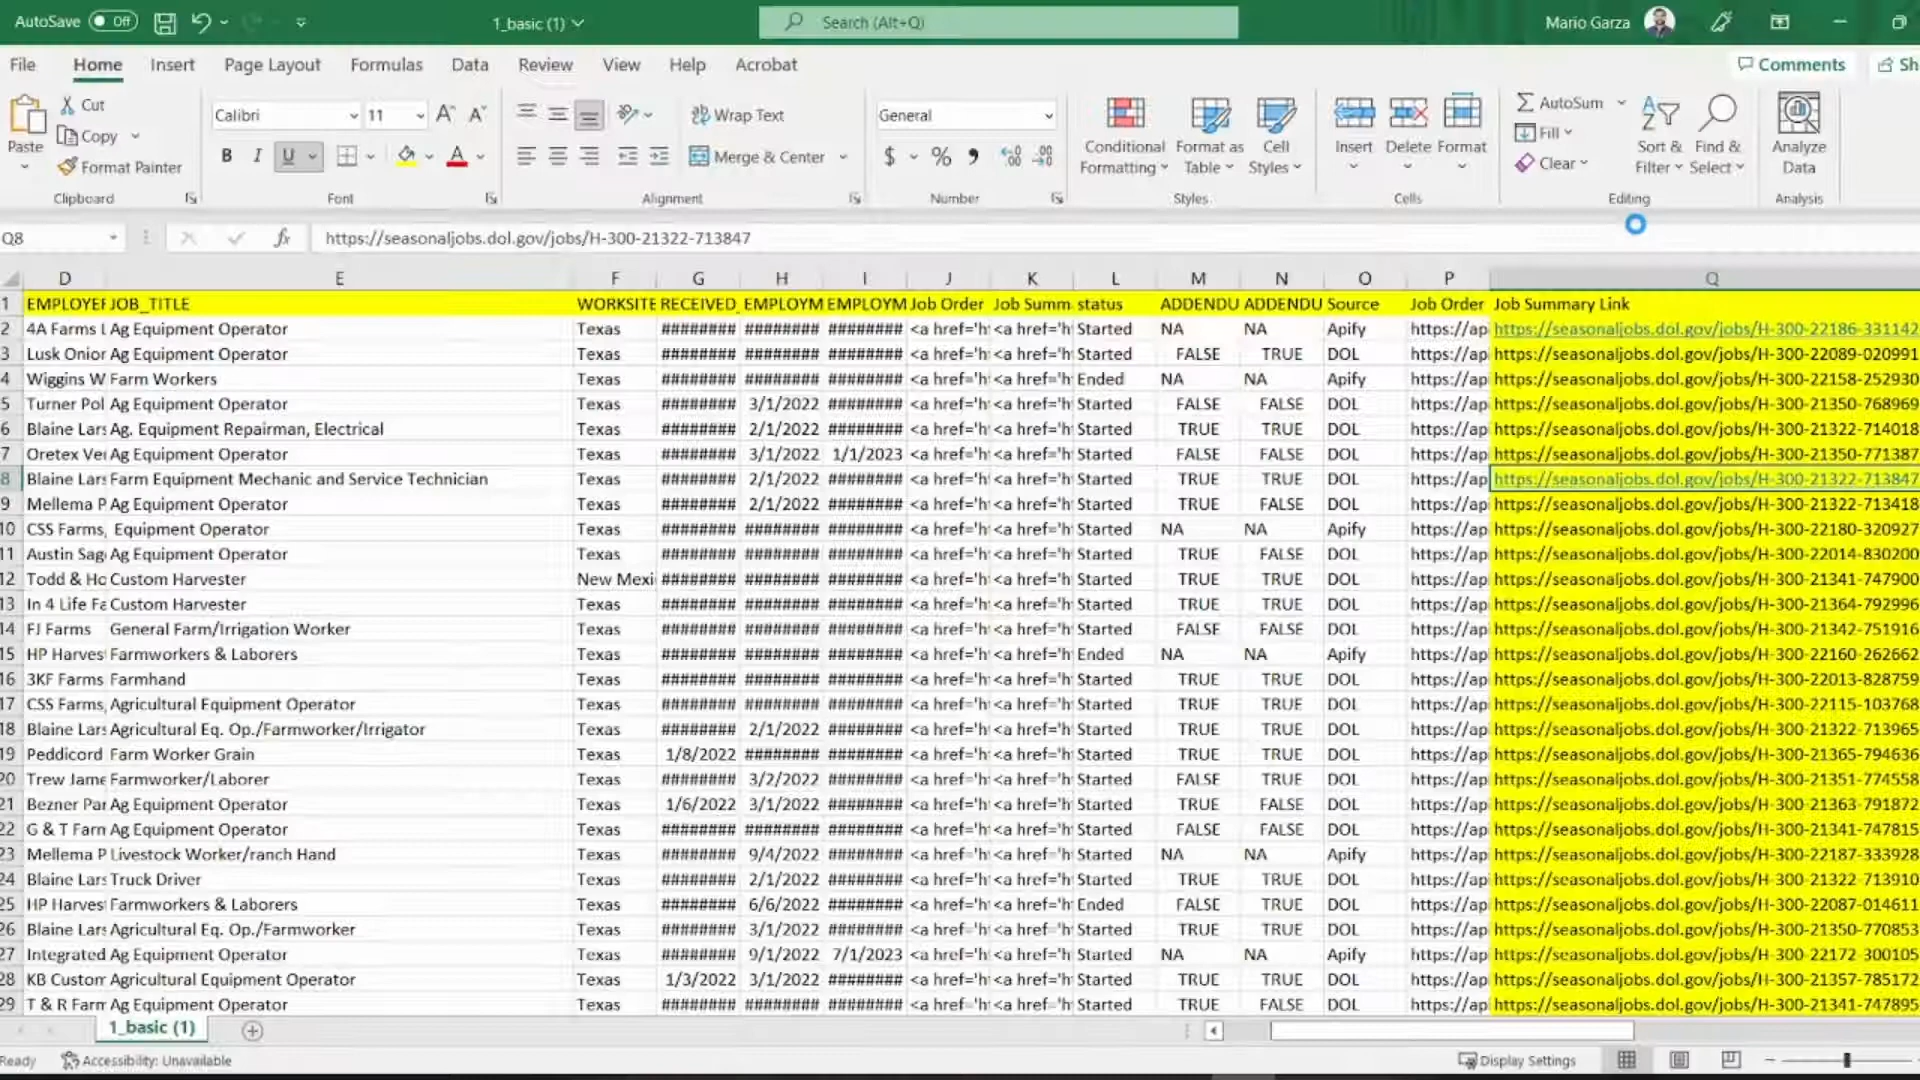 AutoSave Off 1_basic (1) Search (Alt+Q) Mario Garza
File Home Insert Page Layout Formulas Data Review View Help Acrobat Comments
Cut Calibri 11 Wrap Text General AutoSum
Copy Fill
Paste Format Painter B I U Merge & Center $ % Conditional Formatting Format as Table Cell Styles Insert Delete Format Clear Sort & Filter Find & Select Analyze Data
Clipboard Font Alignment Number Styles Cells Editing Analysis
Q8 fx https://seasonaljobs.dol.gov/jobs/H-300-21322-713847
D E F G H I J K L M N O P Q
1 EMPLOYER JOB_TITLE WORKSITE RECEIVED_ EMPLOYM EMPLOYM Job Order Job Summ status ADDENDU ADDENDU Source Job Order Job Summary Link
2 4A Farms L Ag Equipment Operator Texas ######## ######## ######## <a href='h <a href='h Started NA NA Apify https://ap https://seasonaljobs.dol.gov/jobs/H-300-22186-331142
3 Lusk Onior Ag Equipment Operator Texas ######## ######## ######## <a href='h <a href='h Started FALSE TRUE DOL https://ap https://seasonaljobs.dol.gov/jobs/H-300-22089-020991
4 Wiggins W Farm Workers Texas ######## ######## ######## <a href='h <a href='h Ended NA NA Apify https://ap https://seasonaljobs.dol.gov/jobs/H-300-22158-252930
5 Turner Pol Ag Equipment Operator Texas ######## 3/1/2022 ######## <a href='h <a href='h Started FALSE FALSE DOL https://ap https://seasonaljobs.dol.gov/jobs/H-300-21350-768969
6 Blaine Lars Ag. Equipment Repairman, Electrical Texas ######## 2/1/2022 ######## <a href='h <a href='h Started TRUE TRUE DOL https://ap https://seasonaljobs.dol.gov/jobs/H-300-21322-714018
7 Oretex Vei Ag Equipment Operator Texas ######## 3/1/2022 1/1/2023 <a href='h <a href='h Started FALSE FALSE DOL https://ap https://seasonaljobs.dol.gov/jobs/H-300-21350-771387
8 Blaine Lars Farm Equipment Mechanic and Service Technician Texas ######## 2/1/2022 ######## <a href='h <a href='h Started TRUE TRUE DOL https://ap https://seasonaljobs.dol.gov/jobs/H-300-21322-713847
9 Mellema P Ag Equipment Operator Texas ######## 2/1/2022 ######## <a href='h <a href='h Started TRUE FALSE DOL https://ap https://seasonaljobs.dol.gov/jobs/H-300-21322-713418
10 CSS Farms, Equipment Operator Texas ######## ######## ######## <a href='h <a href='h Started NA NA Apify https://ap https://seasonaljobs.dol.gov/jobs/H-300-22180-320927
11 Austin Sag Ag Equipment Operator Texas ######## ######## ######## <a href='h <a href='h Started TRUE FALSE DOL https://ap https://seasonaljobs.dol.gov/jobs/H-300-22014-830200
12 Todd & Ho Custom Harvester New Mexi ######## ######## ######## <a href='h <a href='h Started TRUE TRUE DOL https://ap https://seasonaljobs.dol.gov/jobs/H-300-21341-747900
13 In 4 Life Fa Custom Harvester Texas ######## ######## ######## <a href='h <a href='h Started TRUE TRUE DOL https://ap https://seasonaljobs.dol.gov/jobs/H-300-21364-792996
14 FJ Farms General Farm/Irrigation Worker Texas ######## ######## ######## <a href='h <a href='h Started FALSE FALSE DOL https://ap https://seasonaljobs.dol.gov/jobs/H-300-21342-751916
15 HP Harves Farmworkers & Laborers Texas ######## ######## ######## <a href='h <a href='h Ended NA NA Apify https://ap https://seasonaljobs.dol.gov/jobs/H-300-22160-262662
16 3KF Farms Farmhand Texas ######## ######## ######## <a href='h <a href='h Started TRUE TRUE DOL https://ap https://seasonaljobs.dol.gov/jobs/H-300-22013-828759
17 CSS Farms, Agricultural Equipment Operator Texas ######## ######## ######## <a href='h <a href='h Started TRUE TRUE DOL https://ap https://seasonaljobs.dol.gov/jobs/H-300-22115-103768
18 Blaine Lars Agricultural Eq. Op./Farmworker/Irrigator Texas ######## 2/1/2022 ######## <a href='h <a href='h Started TRUE TRUE DOL https://ap https://seasonaljobs.dol.gov/jobs/H-300-21322-713965
19 Peddicord Farm Worker Grain Texas 1/8/2022 ######## ######## <a href='h <a href='h Started TRUE TRUE DOL https://ap https://seasonaljobs.dol.gov/jobs/H-300-21365-794636
20 Trew Jame Farmworker/Laborer Texas ######## 3/2/2022 ######## <a href='h <a href='h Started FALSE TRUE DOL https://ap https://seasonaljobs.dol.gov/jobs/H-300-21351-774558
21 Bezner Par Ag Equipment Operator Texas 1/6/2022 3/1/2022 ######## <a href='h <a href='h Started TRUE FALSE DOL https://ap https://seasonaljobs.dol.gov/jobs/H-300-21363-791872
22 G & T Farn Ag Equipment Operator Texas ######## ######## ######## <a href='h <a href='h Started FALSE FALSE DOL https://ap https://seasonaljobs.dol.gov/jobs/H-300-21341-747815
23 Mellema P Livestock Worker/ranch Hand Texas ######## 9/4/2022 ######## <a href='h <a href='h Started NA NA Apify https://ap https://seasonaljobs.dol.gov/jobs/H-300-22187-333928
24 Blaine Lars Truck Driver Texas ######## 2/1/2022 ######## <a href='h <a href='h Started TRUE TRUE DOL https://ap https://seasonaljobs.dol.gov/jobs/H-300-21322-713910
25 HP Harves Farmworkers & Laborers Texas ######## 6/6/2022 ######## <a href='h <a href='h Ended FALSE TRUE DOL https://ap https://seasonaljobs.dol.gov/jobs/H-300-22087-014611
26 Blaine Lars Agricultural Eq. Op./Farmworker Texas ######## 3/1/2022 ######## <a href='h <a href='h Started TRUE TRUE DOL https://ap https://seasonaljobs.dol.gov/jobs/H-300-21350-770853
27 Integrated Ag Equipment Operator Texas ######## 9/1/2022 7/1/2023 <a href='h <a href='h Started NA NA Apify https://ap https://seasonaljobs.dol.gov/jobs/H-300-22172-300105
28 KB Custom Agricultural Equipment Operator Texas 1/3/2022 3/1/2022 ######## <a href='h <a href='h Started TRUE TRUE DOL https://ap https://seasonaljobs.dol.gov/jobs/H-300-21357-785172
29 T & R Farn Ag Equipment Operator Texas ######## ######## ######## <a href='h <a href='h Started TRUE FALSE DOL https://ap https://seasonaljobs.dol.gov/jobs/H-300-21341-747895
1_basic (1)
Ready Accessibility: Unavailable Display Settings